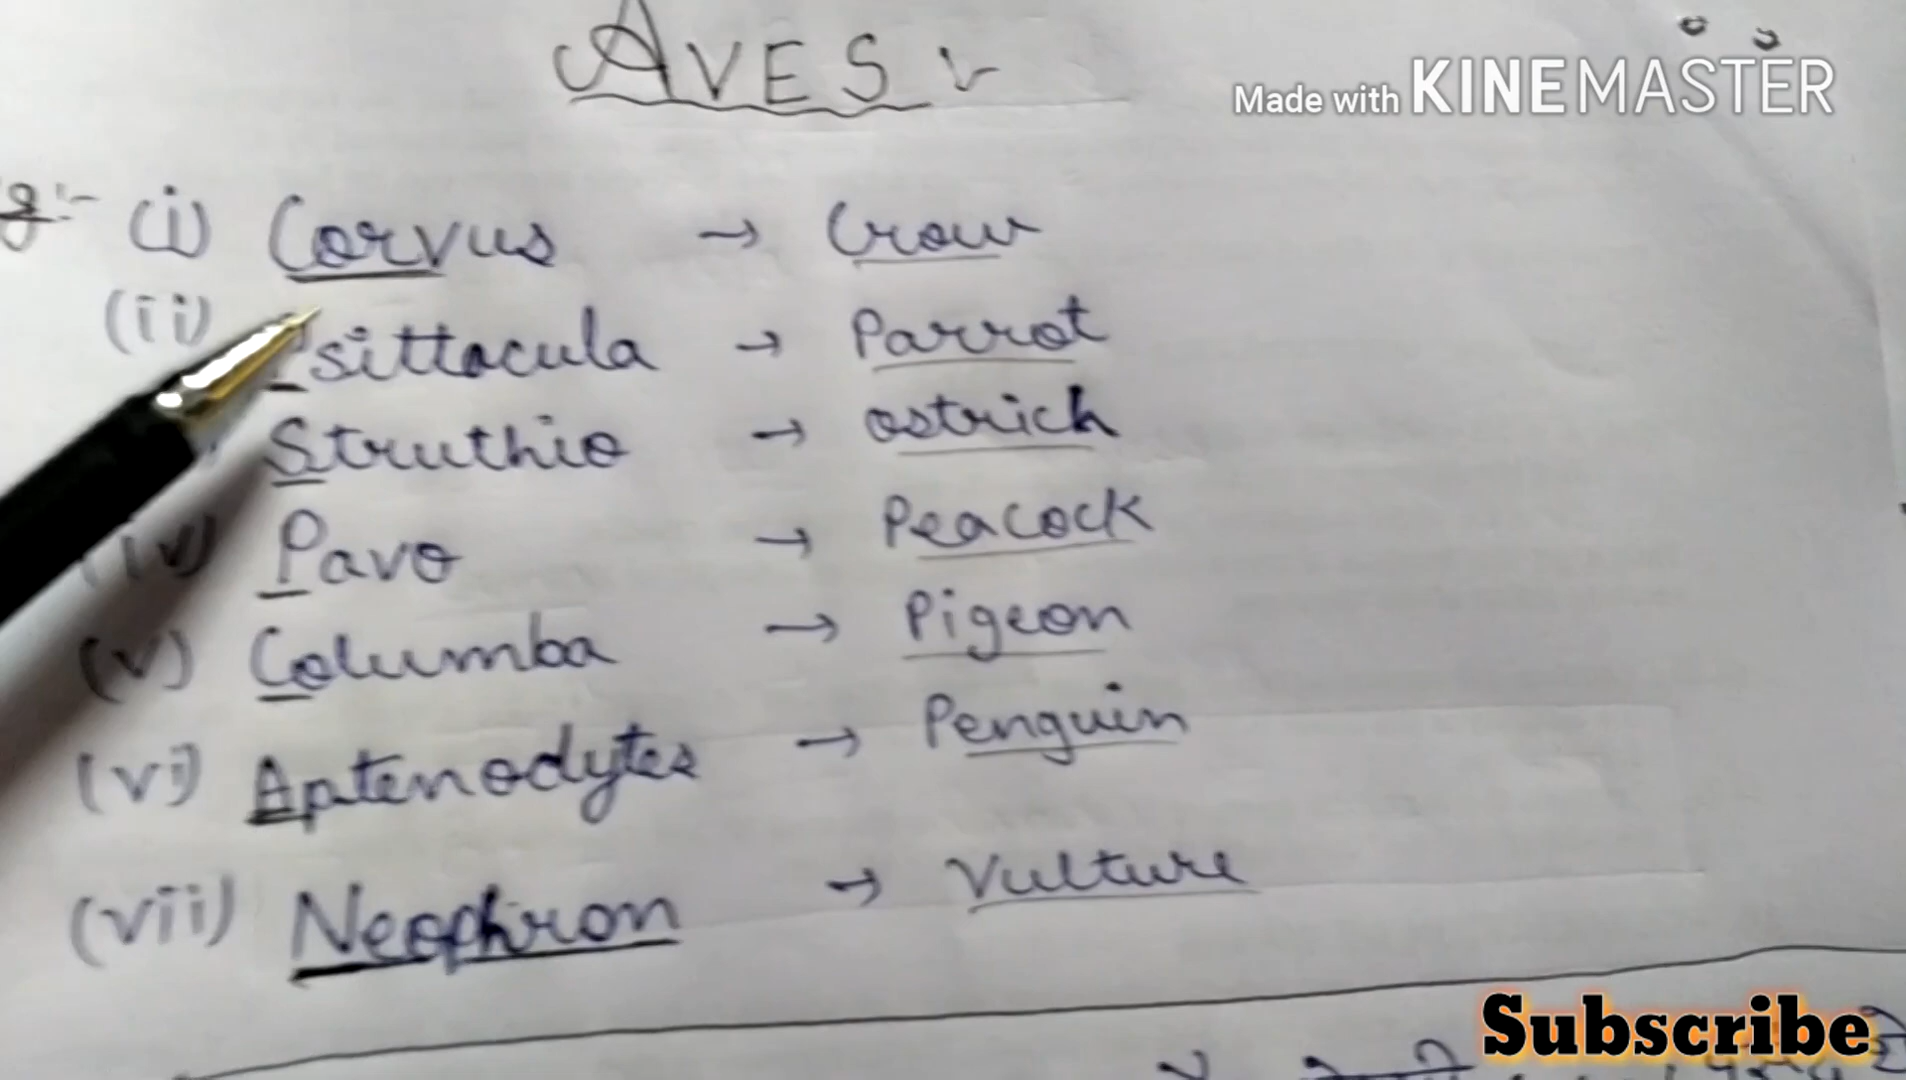 AVES :-
Made with KINEMASTER
g:- (i) Corvus → Crow
(ii) Psittacula → Parrot
Struthio → ostrich
(iv) Pavo → Peacock
(v) Columba → Pigeon
(vi) Aptenodytes → Penguin
(vii) Neophron → Vulture
Subscribe